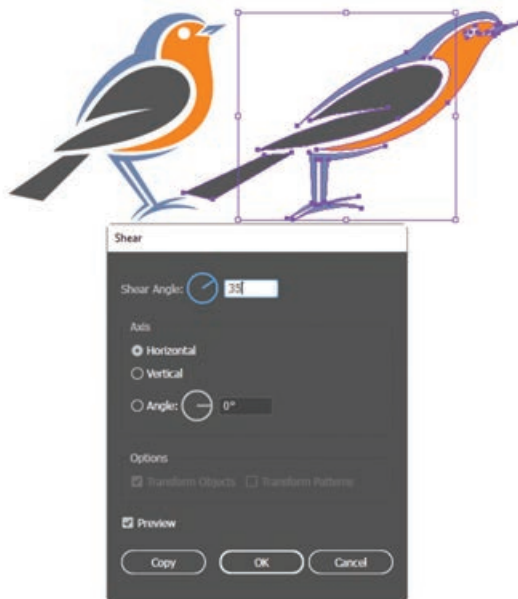 Shear
Shear Angle: 35
Axis
Horizontal
Vertical
Angle: 0°
Options
Transform Objects Transform Patterns
Preview
Copy OK Cancel